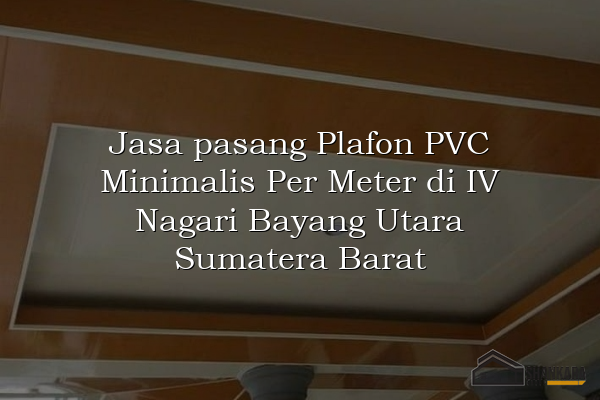 Jasa pasang Plafon PVC
Minimalis Per Meter di IV
Nagari Bayang Utara
Sumatera Barat